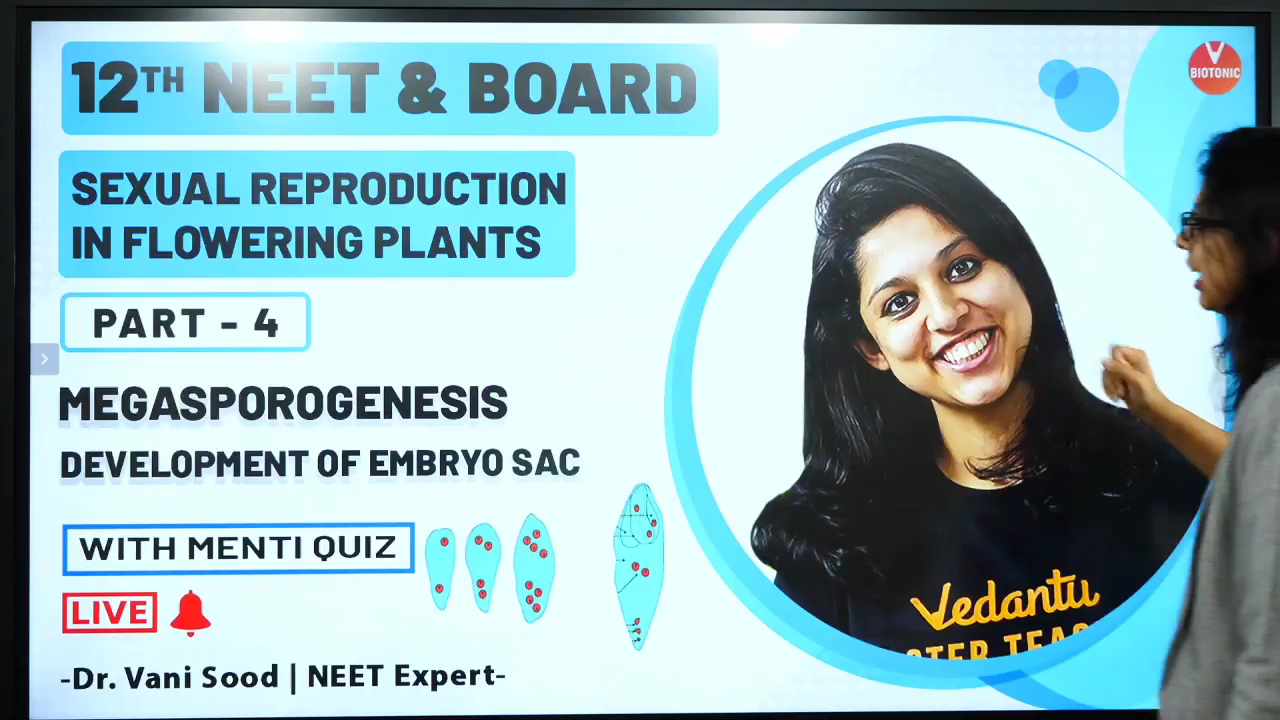 12TH NEET & BOARD
SEXUAL REPRODUCTION
IN FLOWERING PLANTS
PART - 4
MEGASPOROGENESIS
DEVELOPMENT OF EMBRYO SAC
WITH MENTI QUIZ
LIVE
-Dr. Vani Sood | NEET Expert-
V
BIOTONIC
Vedantu